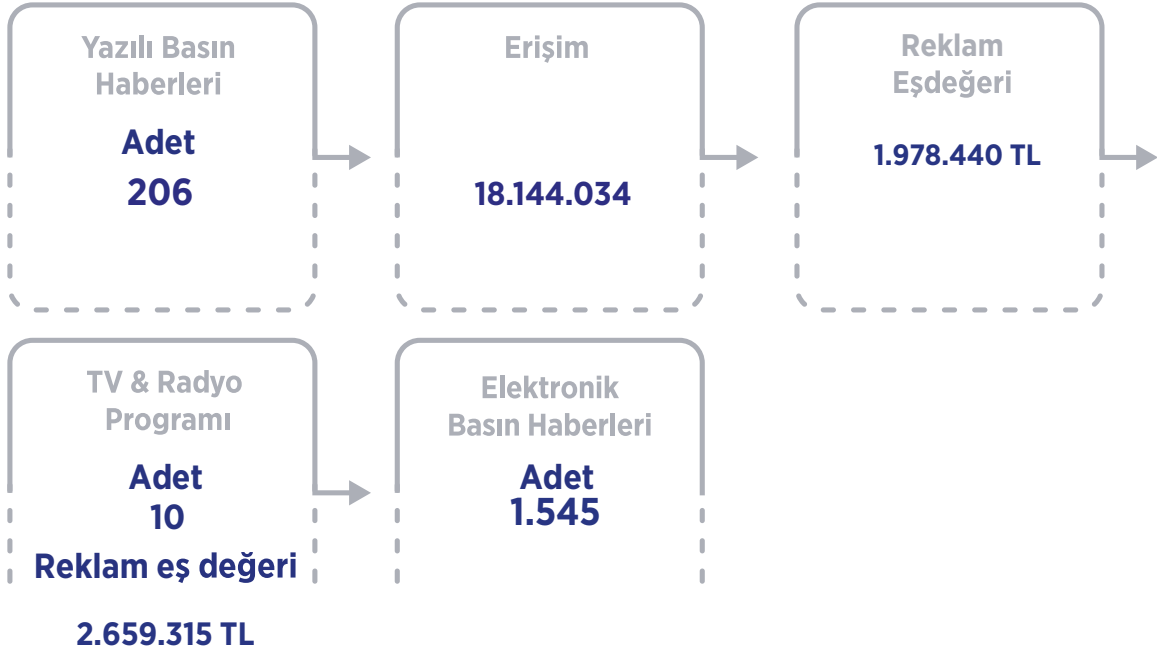 Yazılı Basın
Haberleri
Adet
206
Erişim
18.144.034
Reklam
Eşdeğeri
1.978.440 TL
TV & Radyo
Programı
Adet
10
Reklam eş değeri
2.659.315 TL
Elektronik
Basın Haberleri
Adet
1.545